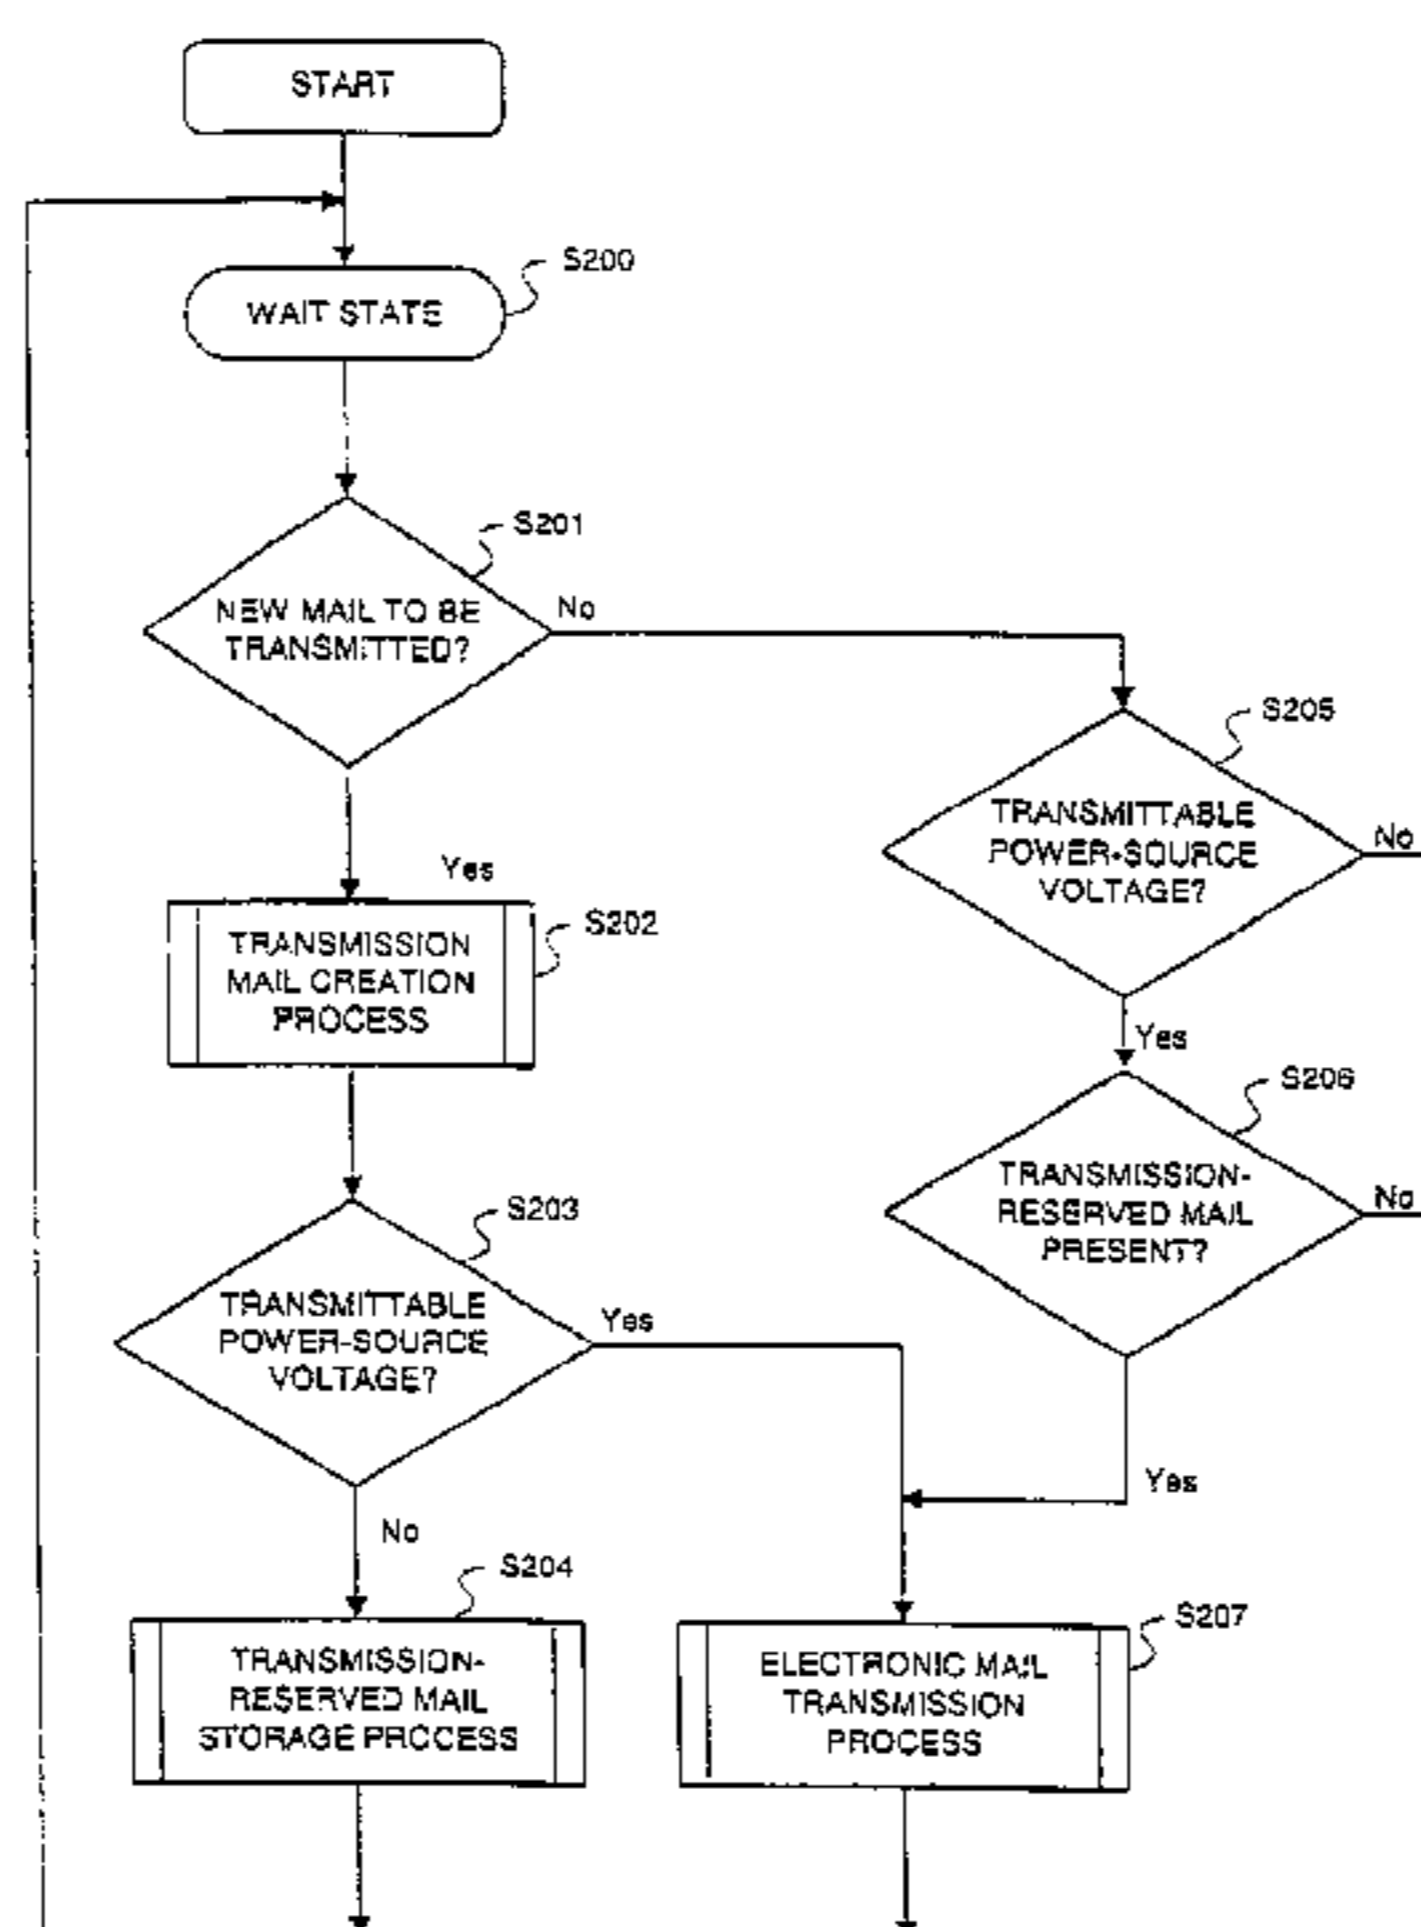 START
S200
WAIT STATE
S201
NEW MAIL TO BE
TRANSMITTED?
No
Yes
S202
TRANSMISSION
MAIL CREATION
PROCESS
S203
TRANSMITTABLE
POWER-SOURCE
VOLTAGE?
Yes
No
S204
TRANSMISSION-
RESERVED MAIL
STORAGE PROCESS
S205
TRANSMITTABLE
POWER-SOURCE
VOLTAGE?
No
Yes
S206
TRANSMISSION-
RESERVED MAIL
PRESENT?
No
Yes
S207
ELECTRONIC MAIL
TRANSMISSION
PROCESS